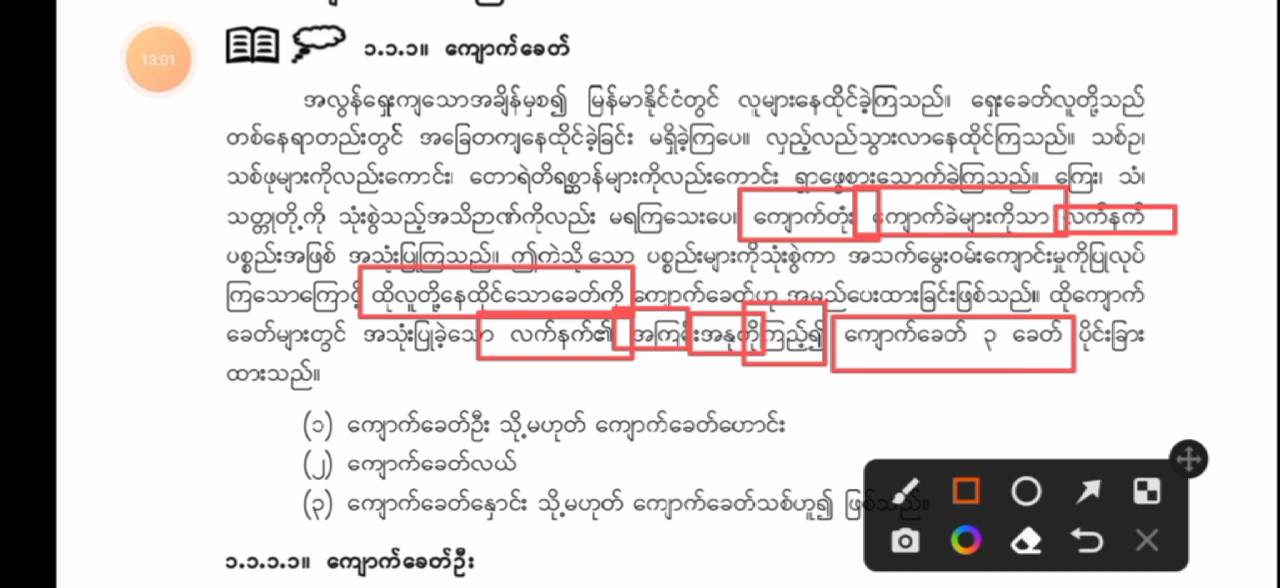 13:01
၁.၁.၁။ ကျောက်ခေတ်
အလွန်ရှေးကျသောအချိန်မှစ၍ မြန်မာနိုင်ငံတွင် လူများနေထိုင်ခဲ့ကြသည်။ ရှေးခေတ်လူတို့သည်
တစ်နေရာတည်းတွင် အခြေတကျနေထိုင်ခဲ့ခြင်း မရှိခဲ့ကြပေ။ လှည့်လည်သွားလာနေထိုင်ကြသည်။ သစ်ဥ၊
သစ်ဖုများကိုလည်းကောင်း၊ တောရဲတိရစ္ဆာန်များကိုလည်းကောင်း ရှာဖွေစားသောက်ခဲ့ကြသည်။ ကြေး၊ သံ၊
သတ္တုတို့ကို သုံးစွဲသည့်အသိဉာဏ်ကိုလည်း မရကြသေးပေ။ ကျောက်တုံး ကျောက်ခဲများကိုသာ လက်နက်
ပစ္စည်းအဖြစ် အသုံးပြုကြသည်။ ဤကဲသို့သော ပစ္စည်းများကိုသုံးစွဲကာ အသက်မွေးဝမ်းကျောင်းမှုကိုပြုလုပ်
ကြသောကြောင့် ထိုလူတို့နေထိုင်သောခေတ်ကို ကျောက်ခေတ်ဟု အမည်ပေးထားခြင်းဖြစ်သည်။ ထိုကျောက်
ခေတ်များတွင် အသုံးပြုခဲ့သော လက်နက်၏ အကြမ်းအနုကိုကြည့်၍ ကျောက်ခေတ် ၃ ခေတ် ပိုင်းခြား
ထားသည်။
(၁) ကျောက်ခေတ်ဦး သို့မဟုတ် ကျောက်ခေတ်ဟောင်း
(၂) ကျောက်ခေတ်လယ်
(၃) ကျောက်ခေတ်နှောင်း သို့မဟုတ် ကျောက်ခေတ်သစ်ဟူ၍ ဖြစ်သည်။
၁.၁.၁.၁။ ကျောက်ခေတ်ဦး